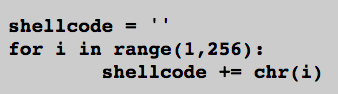 shellcode = ''
for i in range(1,256):
        shellcode += chr(i)